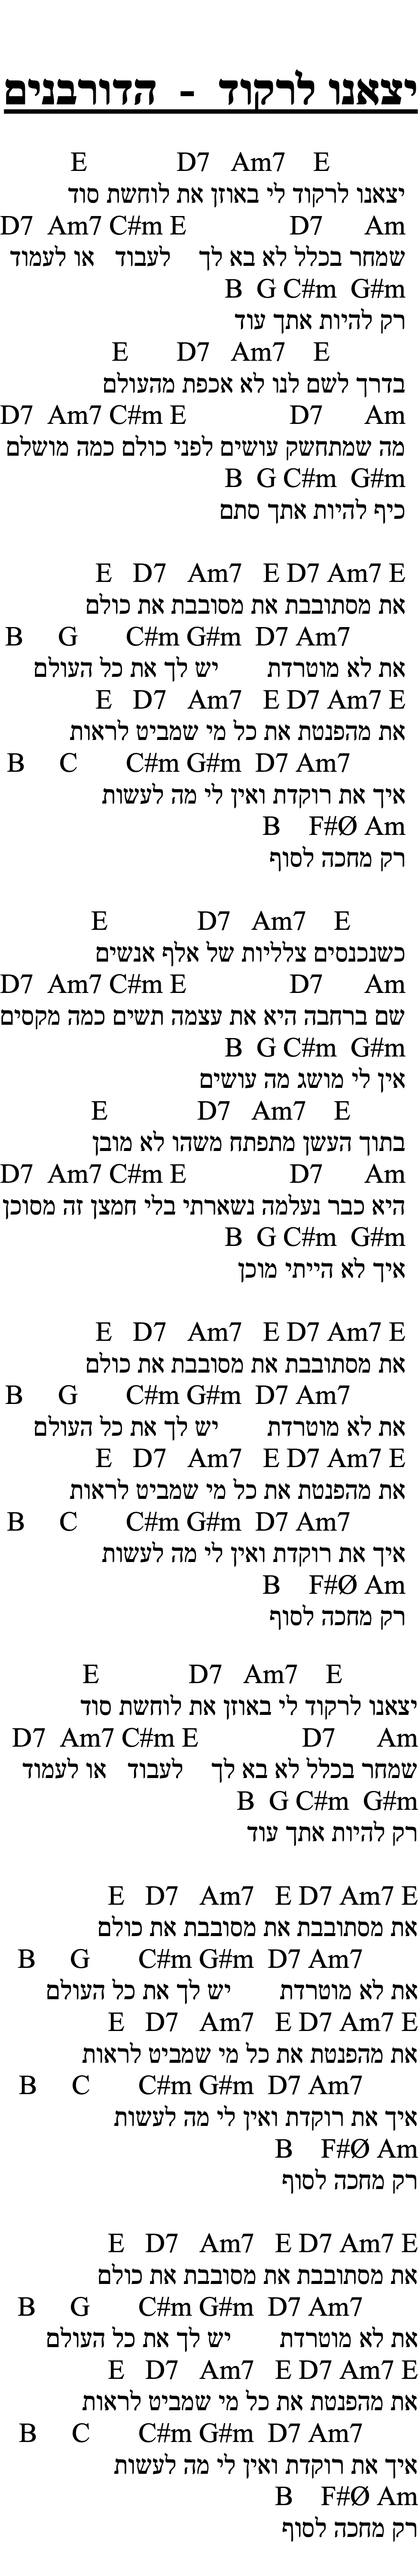 יצאנו לרקוד - הדורבנים
E D7 Am7 E
יצאנו לרקוד לי באוזן את לוחשת סוד
D7 Am7 C#m E D7 Am
שמחר בכלל לא בא לך לעבוד או לעמוד
B G C#m G#m
רק להיות אתך עוד
E D7 Am7 E
בדרך לשם לנו לא אכפת מהעולם
D7 Am7 C#m E D7 Am
מה שמתחשק עושים לפני כולם כמה מושלם
B G C#m G#m
כיף להיות אתך סתם
E D7 Am7 E D7 Am7 E
את מסתובבת את מסובבת את כולם
B G C#m G#m D7 Am7
את לא מוטרדת יש לך את כל העולם
E D7 Am7 E D7 Am7 E
את מהפנטת את כל מי שמביט לראות
B C C#m G#m D7 Am7
איך את רוקדת ואין לי מה לעשות
B F#Ø Am
רק מחכה לסוף
E D7 Am7 E
כשנכנסים צלליות של אלף אנשים
D7 Am7 C#m E D7 Am
שם ברחבה היא את עצמה תשים כמה מקסים
B G C#m G#m
אין לי מושג מה עושים
E D7 Am7 E
בתוך העשן מתפתח משהו לא מובן
D7 Am7 C#m E D7 Am
היא כבר נעלמה נשארתי בלי חמצן זה מסוכן
B G C#m G#m
איך לא הייתי מוכן
E D7 Am7 E D7 Am7 E
את מסתובבת את מסובבת את כולם
B G C#m G#m D7 Am7
את לא מוטרדת יש לך את כל העולם
E D7 Am7 E D7 Am7 E
את מהפנטת את כל מי שמביט לראות
B C C#m G#m D7 Am7
איך את רוקדת ואין לי מה לעשות
B F#Ø Am
רק מחכה לסוף
E D7 Am7 E
יצאנו לרקוד לי באוזן את לוחשת סוד
D7 Am7 C#m E D7 Am
שמחר בכלל לא בא לך לעבוד או לעמוד
B G C#m G#m
רק להיות אתך עוד
E D7 Am7 E D7 Am7 E
את מסתובבת את מסובבת את כולם
B G C#m G#m D7 Am7
את לא מוטרדת יש לך את כל העולם
E D7 Am7 E D7 Am7 E
את מהפנטת את כל מי שמביט לראות
B C C#m G#m D7 Am7
איך את רוקדת ואין לי מה לעשות
B F#Ø Am
רק מחכה לסוף
E D7 Am7 E D7 Am7 E
את מסתובבת את מסובבת את כולם
B G C#m G#m D7 Am7
את לא מוטרדת יש לך את כל העולם
E D7 Am7 E D7 Am7 E
את מהפנטת את כל מי שמביט לראות
B C C#m G#m D7 Am7
איך את רוקדת ואין לי מה לעשות
B F#Ø Am
רק מחכה לסוף